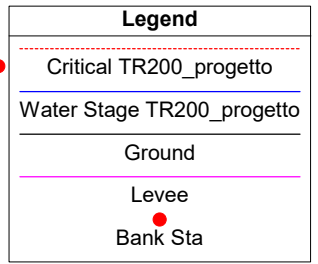 Legend
Critical TR200_progetto
Water Stage TR200_progetto
Ground
Levee
Bank Sta